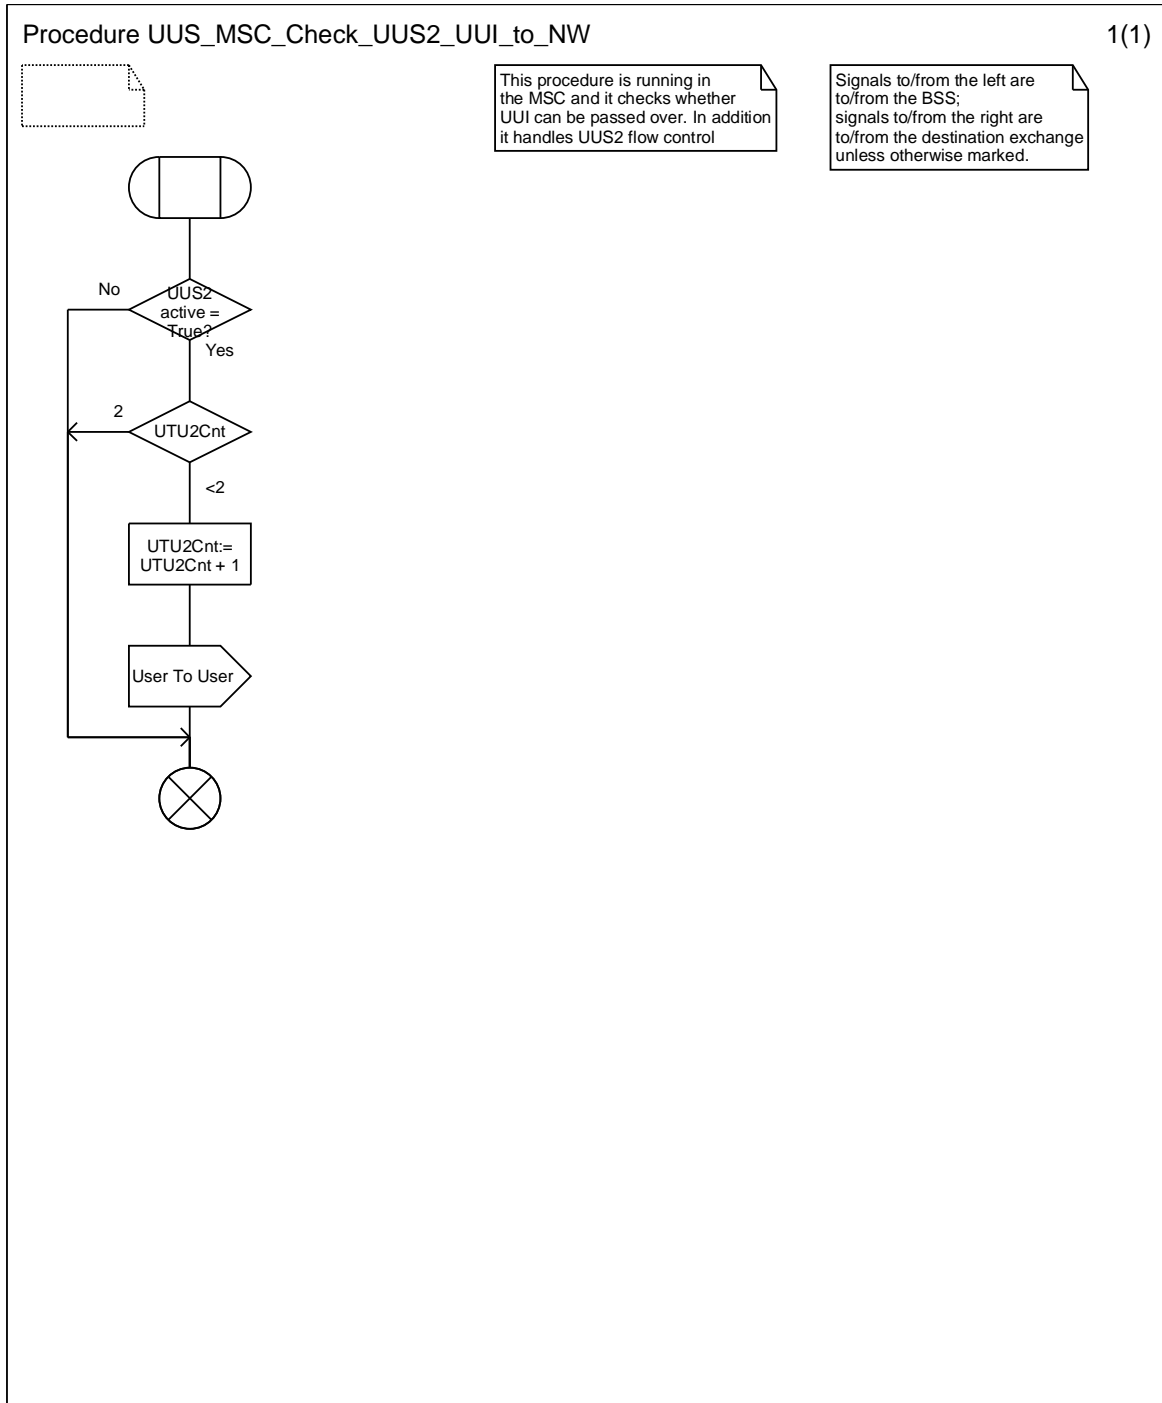 Procedure UUS_MSC_Check_UUS2_UUI_to_NW
1(1)
This procedure is running in
the MSC and it checks whether
UUI can be passed over. In addition
it handles UUS2 flow control
Signals to/from the left are
to/from the BSS;
signals to/from the right are
to/from the destination exchange
unless otherwise marked.
No
UUS2
active =
True?
Yes
2
UTU2Cnt
<2
UTU2Cnt:=
UTU2Cnt + 1
User To User